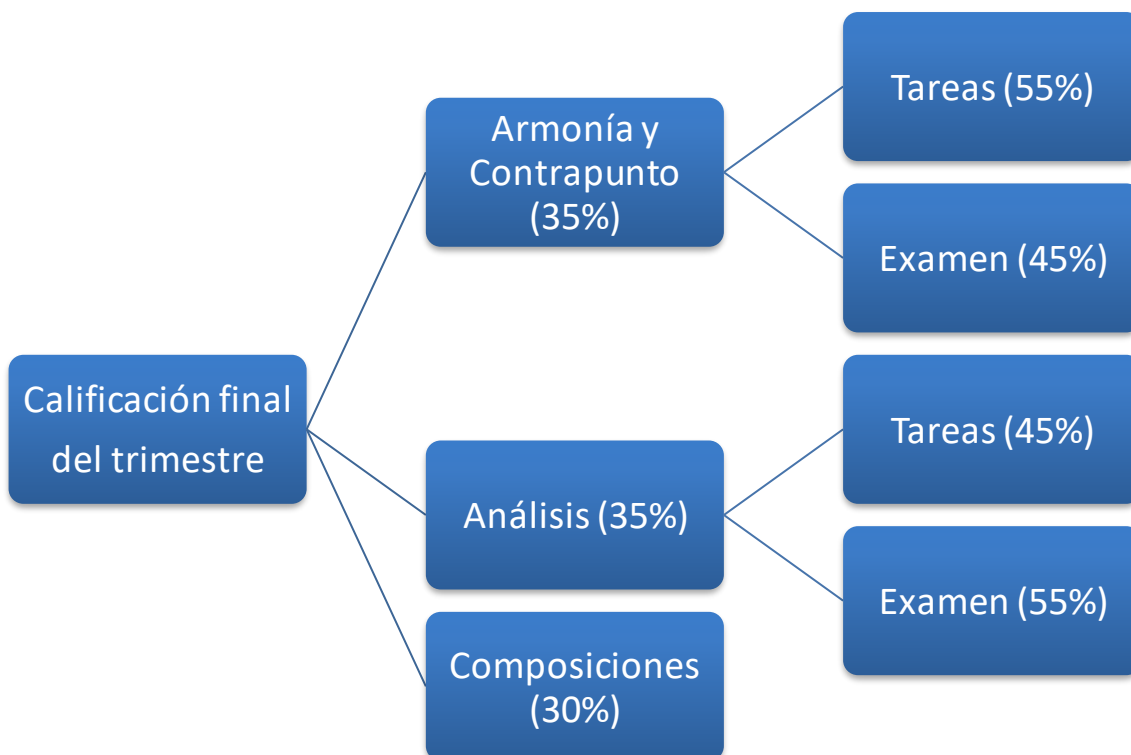 Calificación final
del trimestre
Armonía y
Contrapunto
(35%)
Tareas (55%)
Examen (45%)
Análisis (35%)
Tareas (45%)
Examen (55%)
Composiciones
(30%)